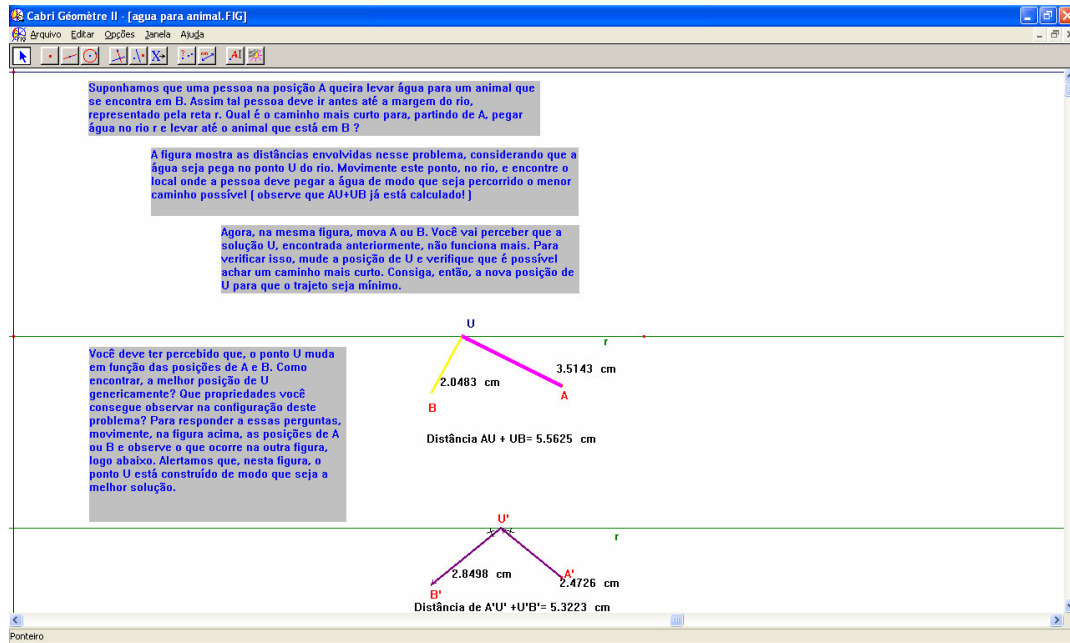 Cabri Géomètre II - [agua para animal.FIG]
Arquivo Editar Opções Janela Ajuda
Suponhamos que uma pessoa na posição A queira levar água para um animal que
se encontra em B. Assim tal pessoa deve ir antes até a margem do rio,
representado pela reta r. Qual é o caminho mais curto para, partindo de A, pegar
água no rio r e levar até o animal que está em B ?
A figura mostra as distâncias envolvidas nesse problema, considerando que a
água seja pega no ponto U do rio. Movimente este ponto, no rio, e encontre o
local onde a pessoa deve pegar a água de modo que seja percorrido o menor
caminho possível ( observe que AU+UB já está calculado! )
Agora, na mesma figura, mova A ou B. Você vai perceber que a
solução U, encontrada anteriormente, não funciona mais. Para
verificar isso, mude a posição de U e verifique que é possível
achar um caminho mais curto. Consiga, então, a nova posição de
U para que o trajeto seja mínimo.
U
r
3.5143 cm
2.0483 cm
A
B
Distância AU + UB= 5.5625 cm
Você deve ter percebido que, o ponto U muda
em função das posições de A e B. Como
encontrar, a melhor posição de U
genericamente? Que propriedades você
consegue observar na configuração deste
problema? Para responder a essas perguntas,
movimente, na figura acima, as posições de A
ou B e observe o que ocorre na outra figura,
logo abaixo. Alertamos que, nesta figura, o
ponto U está construído de modo que seja a
melhor solução.
U'
r
2.8498 cm
A'
2.4726 cm
B'
Distância de A'U' +U'B'= 5.3223 cm
Ponteiro